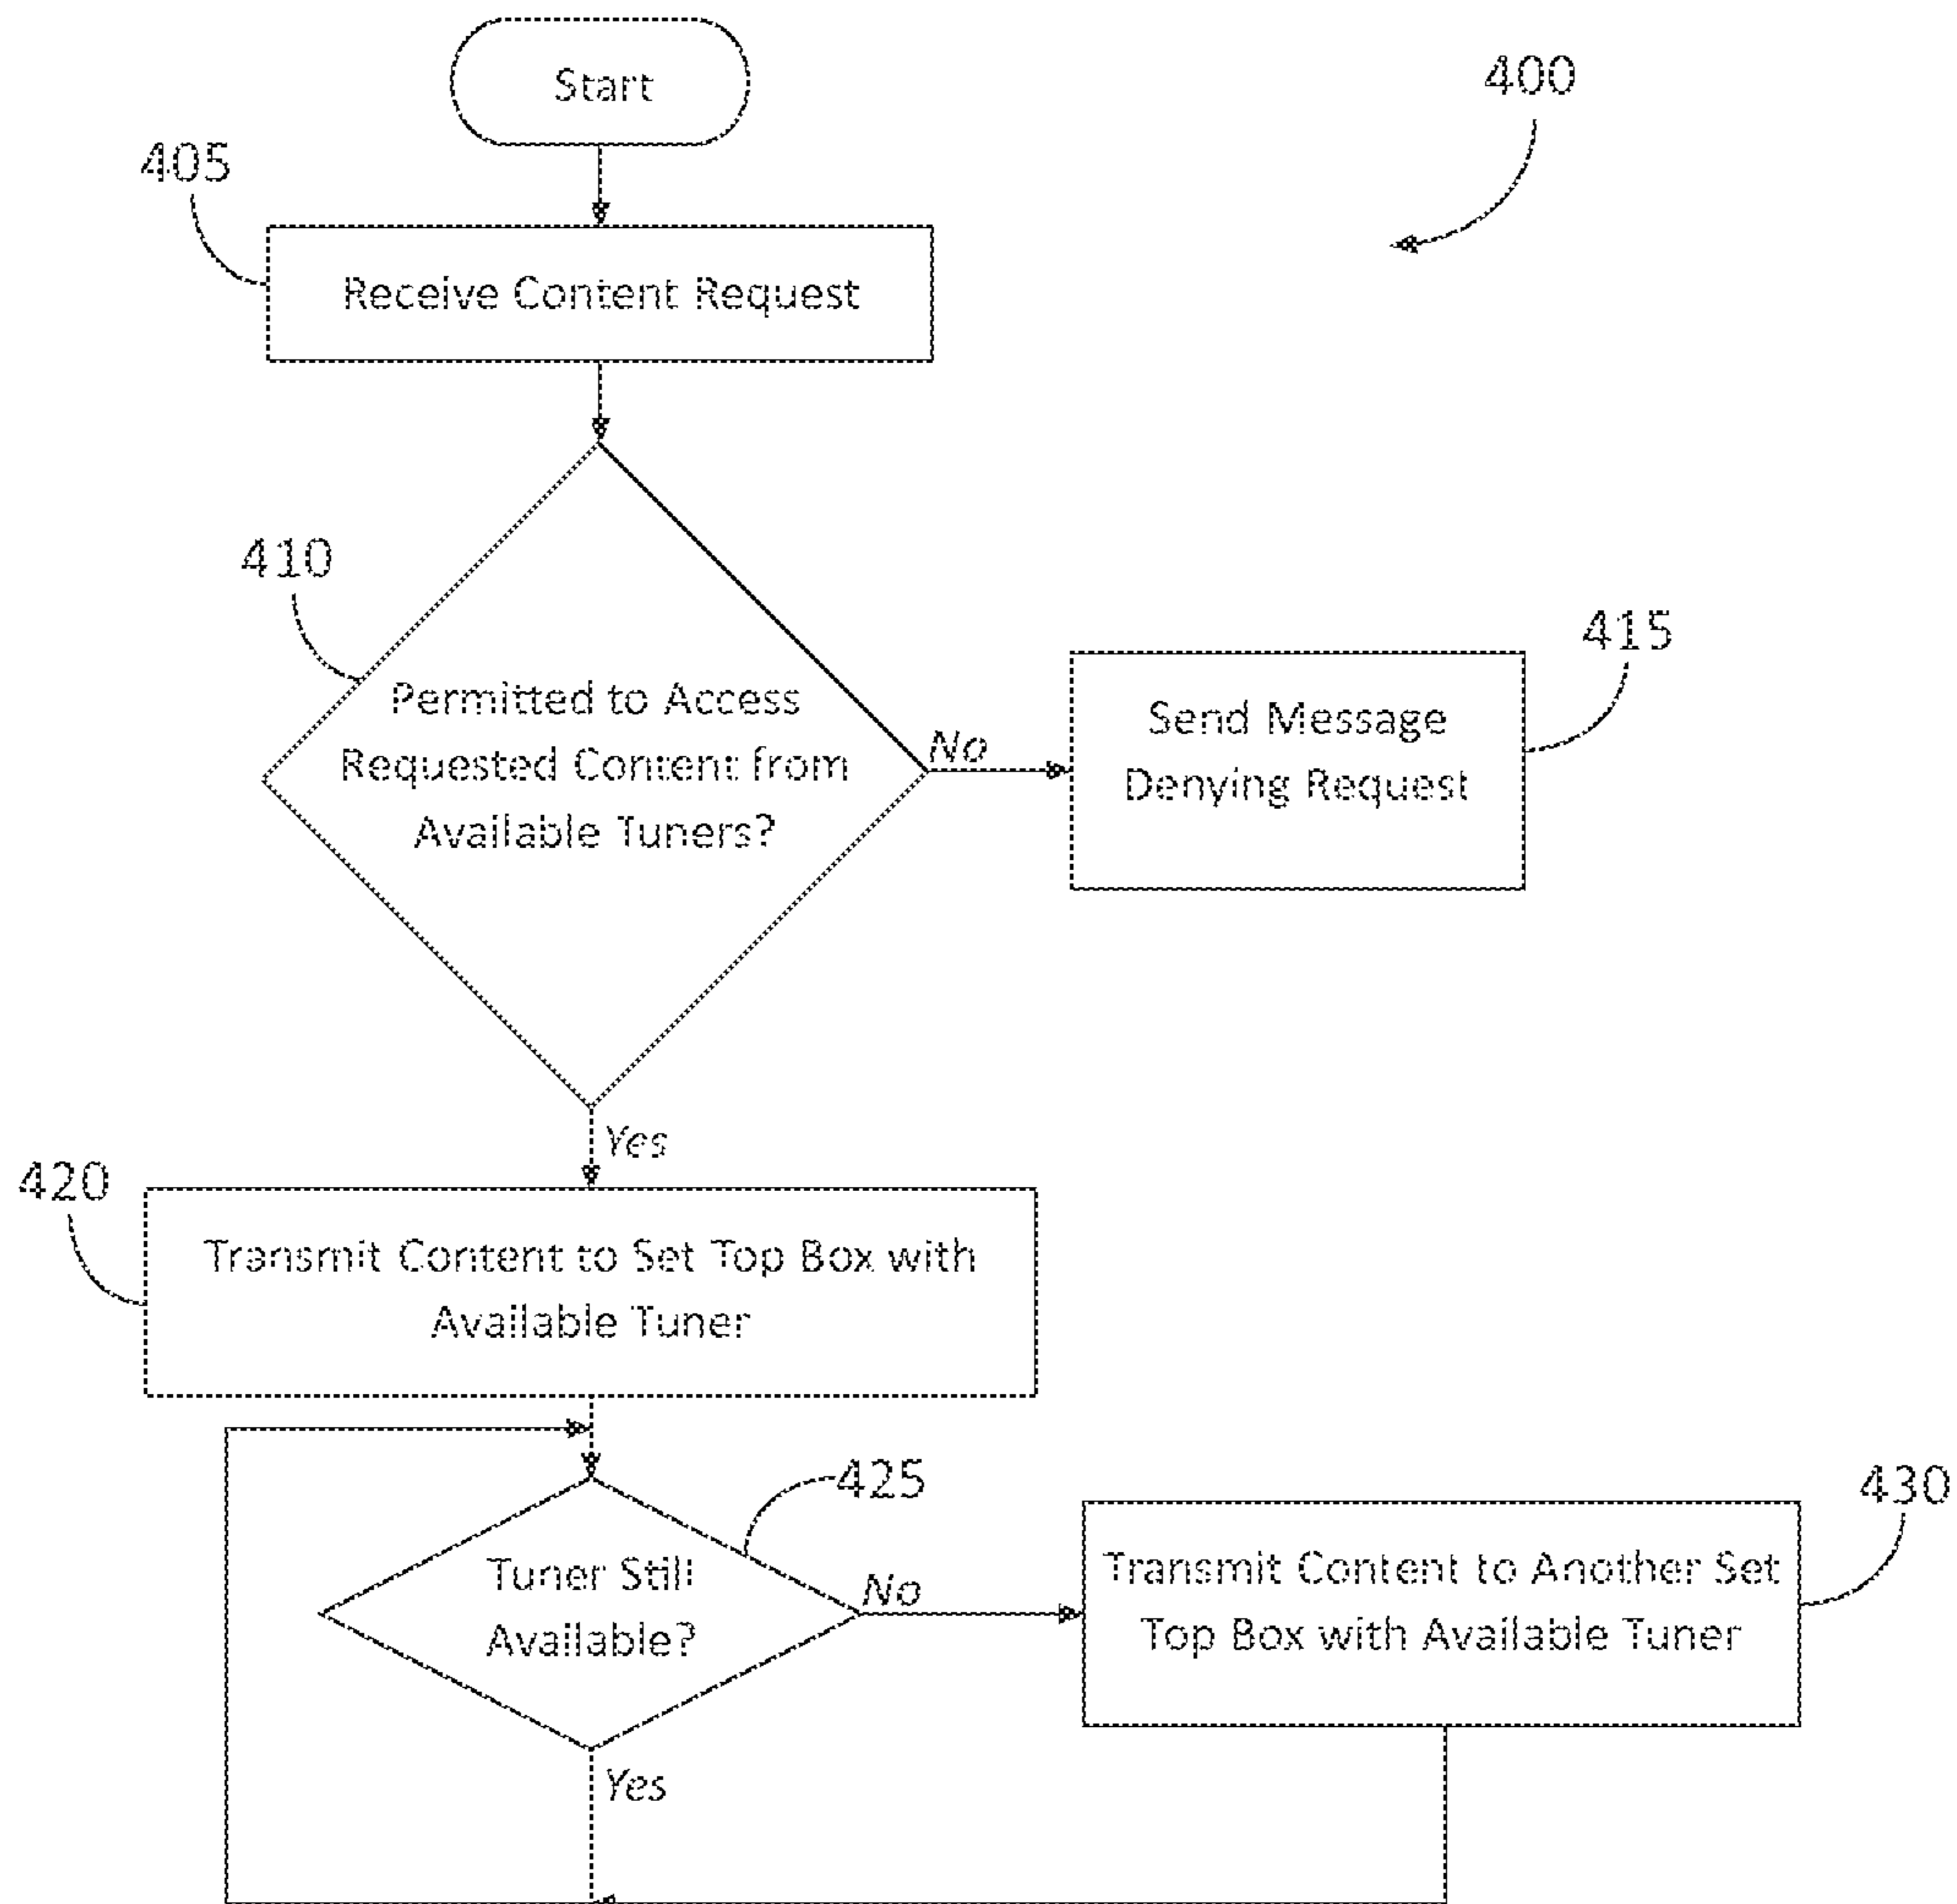 Start
400
405
Receive Content Request
410
Permitted to Access
Requested Content from
Available Tuners?
No
415
Send Message
Denying Request
Yes
420
Transmit Content to Set Top Box with
Available Tuner
425
Tuner Still
Available?
No
430
Transmit Content to Another Set
Top Box with Available Tuner
Yes